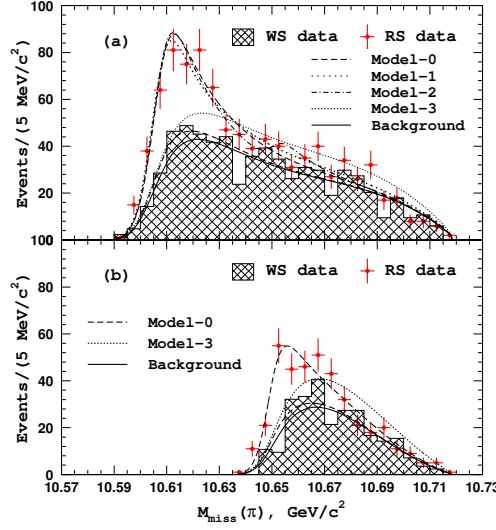 100
80
60
40
20
0
Events/(5 MeV/c²)
(a)
WS data
RS data
Model-0
Model-1
Model-2
Model-3
Background
100
80
60
40
20
0
Events/(5 MeV/c²)
(b)
WS data
RS data
Model-0
Model-3
Background
10.57 10.59 10.61 10.63 10.65 10.67 10.69 10.71 10.73
M_miss(π), GeV/c²